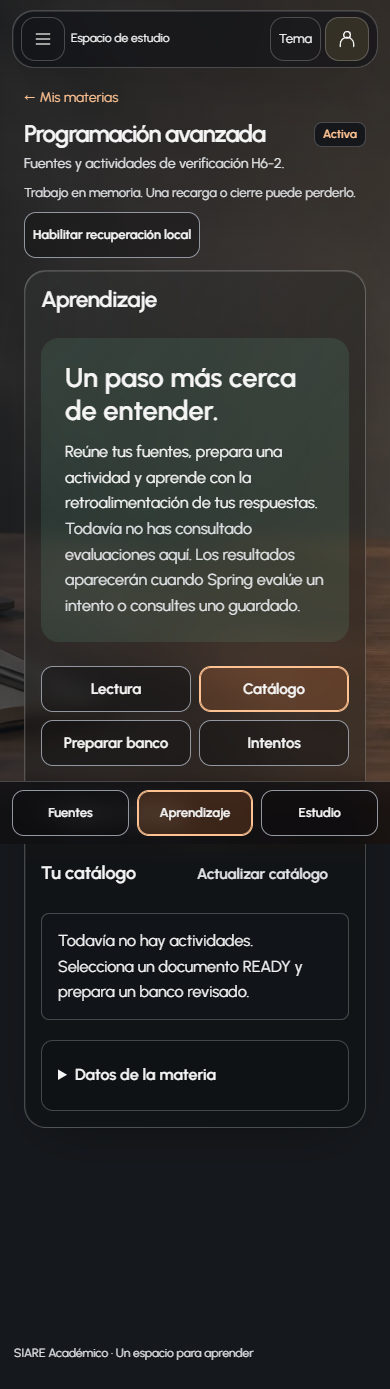 Espacio de estudio
Tema
← Mis materias
Programación avanzada
Activa
Fuentes y actividades de verificación H6-2.
Trabajo en memoria. Una recarga o cierre puede perderlo.
Habilitar recuperación local
Aprendizaje
Un paso más cerca
de entender.
Reúne tus fuentes, prepara una
actividad y aprende con la
retroalimentación de tus respuestas.
Todavía no has consultado
evaluaciones aquí. Los resultados
aparecerán cuando Spring evalúe un
intento o consultes uno guardado.
Lectura
Catálogo
Preparar banco
Intentos
Fuentes
Aprendizaje
Estudio
Tu catálogo
Actualizar catálogo
Todavía no hay actividades.
Selecciona un documento READY y
prepara un banco revisado.
Datos de la materia
SIARE Académico · Un espacio para aprender